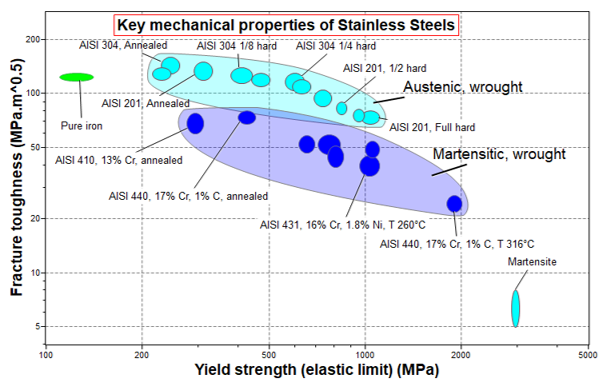 Key mechanical properties of Stainless Steels
Fracture toughness (MPa.m^0.5)
200
100
50
20
10
5
AISI 304, Annealed
AISI 304 1/8 hard
AISI 304 1/4 hard
AISI 201, 1/2 hard
Austenic, wrought
AISI 201, Annealed
Pure iron
AISI 201, Full hard
AISI 410, 13% Cr, annealed
Martensitic, wrought
AISI 440, 17% Cr, 1% C, annealed
AISI 431, 16% Cr, 1.8% Ni, T 260°C
AISI 440, 17% Cr, 1% C, T 316°C
Martensite
100
200
500
1000
2000
5000
Yield strength (elastic limit) (MPa)